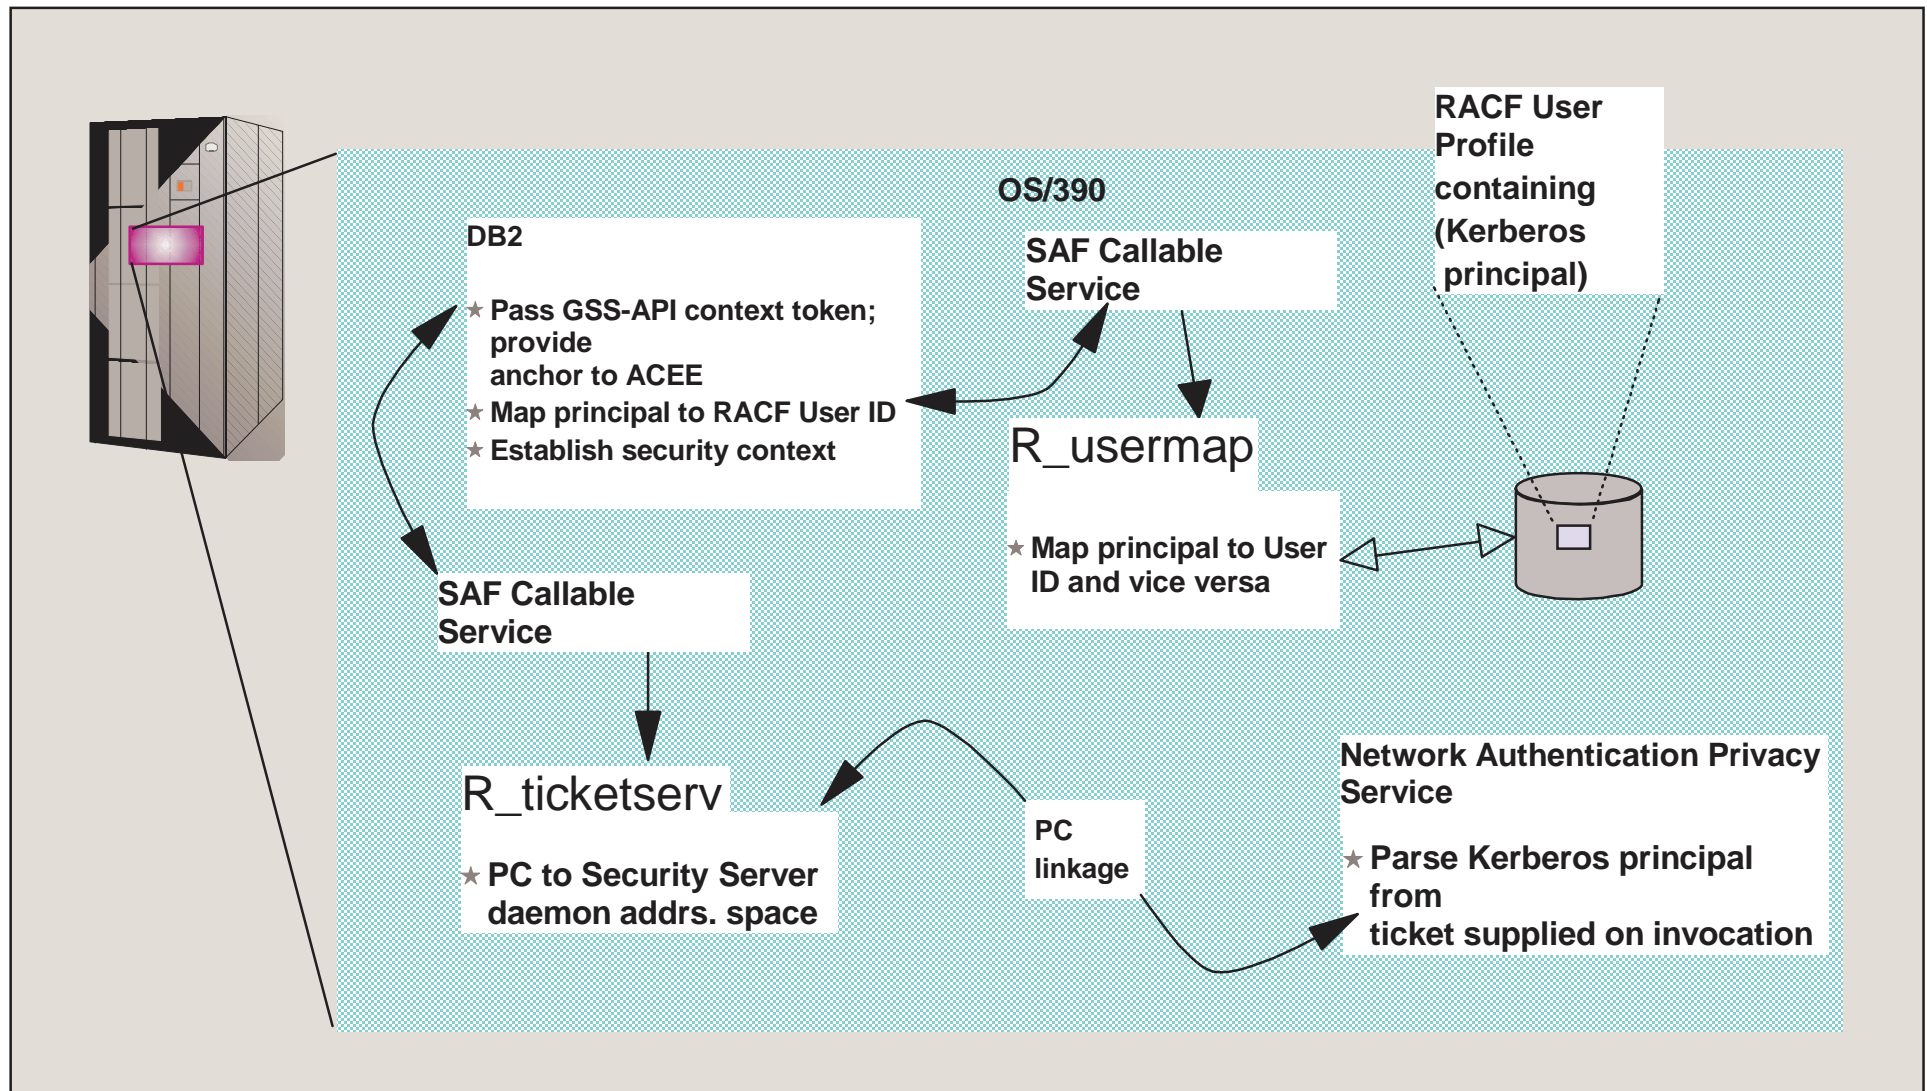 RACF User
Profile
containing
(Kerberos
principal)
OS/390
DB2
★ Pass GSS-API context token;
provide
anchor to ACEE
★ Map principal to RACF User ID
★ Establish security context
SAF Callable
Service
R_usermap
★ Map principal to User
ID and vice versa
SAF Callable
Service
R_ticketserv
★ PC to Security Server
daemon addrs. space
PC
linkage
Network Authentication Privacy
Service
★ Parse Kerberos principal
from
ticket supplied on invocation